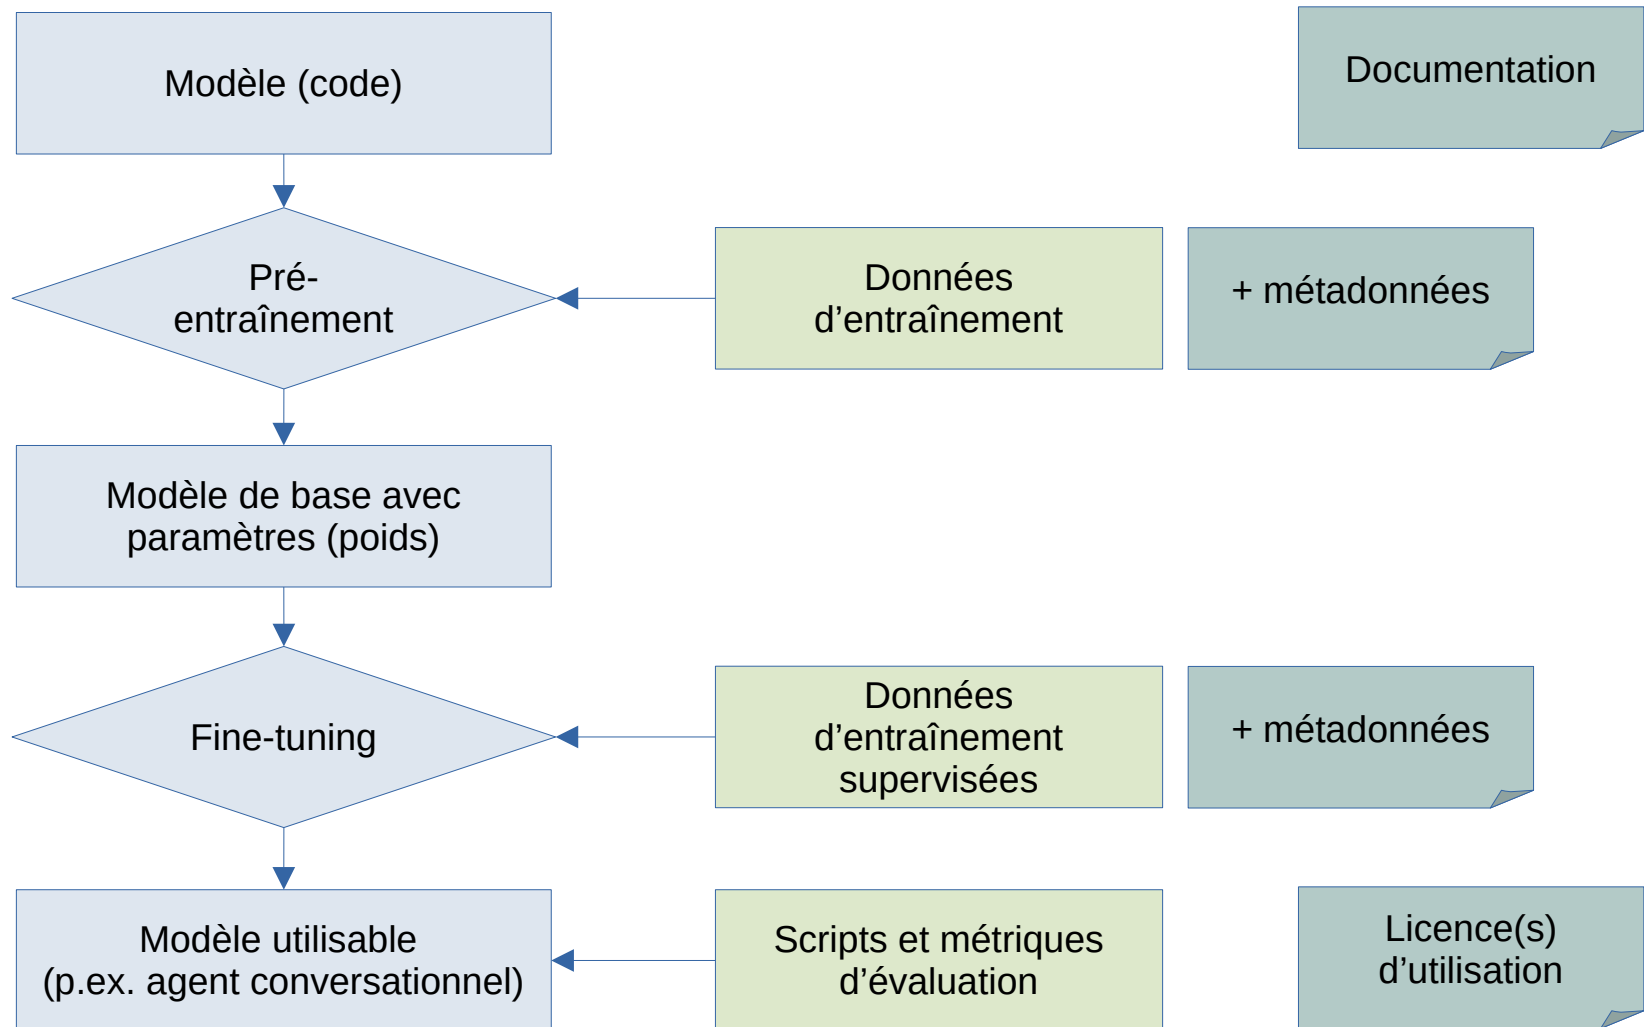 Modèle (code)
Documentation
Pré-
entraînement
Données
d’entraînement
+ métadonnées
Modèle de base avec
paramètres (poids)
Fine-tuning
Données
d’entraînement
supervisées
+ métadonnées
Modèle utilisable
(p.ex. agent conversationnel)
Scripts et métriques
d’évaluation
Licence(s)
d’utilisation